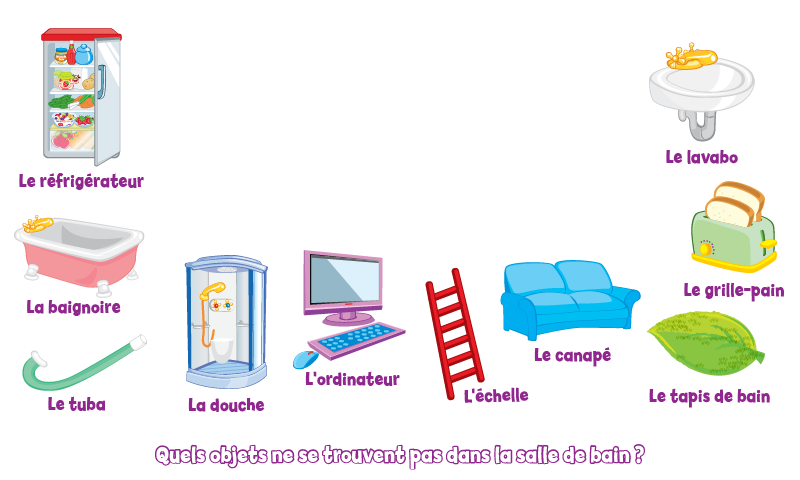 Le réfrigérateur
Le lavabo
La baignoire
Le grille-pain
Le tuba
La douche
L'ordinateur
L'échelle
Le canapé
Le tapis de bain
Quels objets ne se trouvent pas dans la salle de bain ?